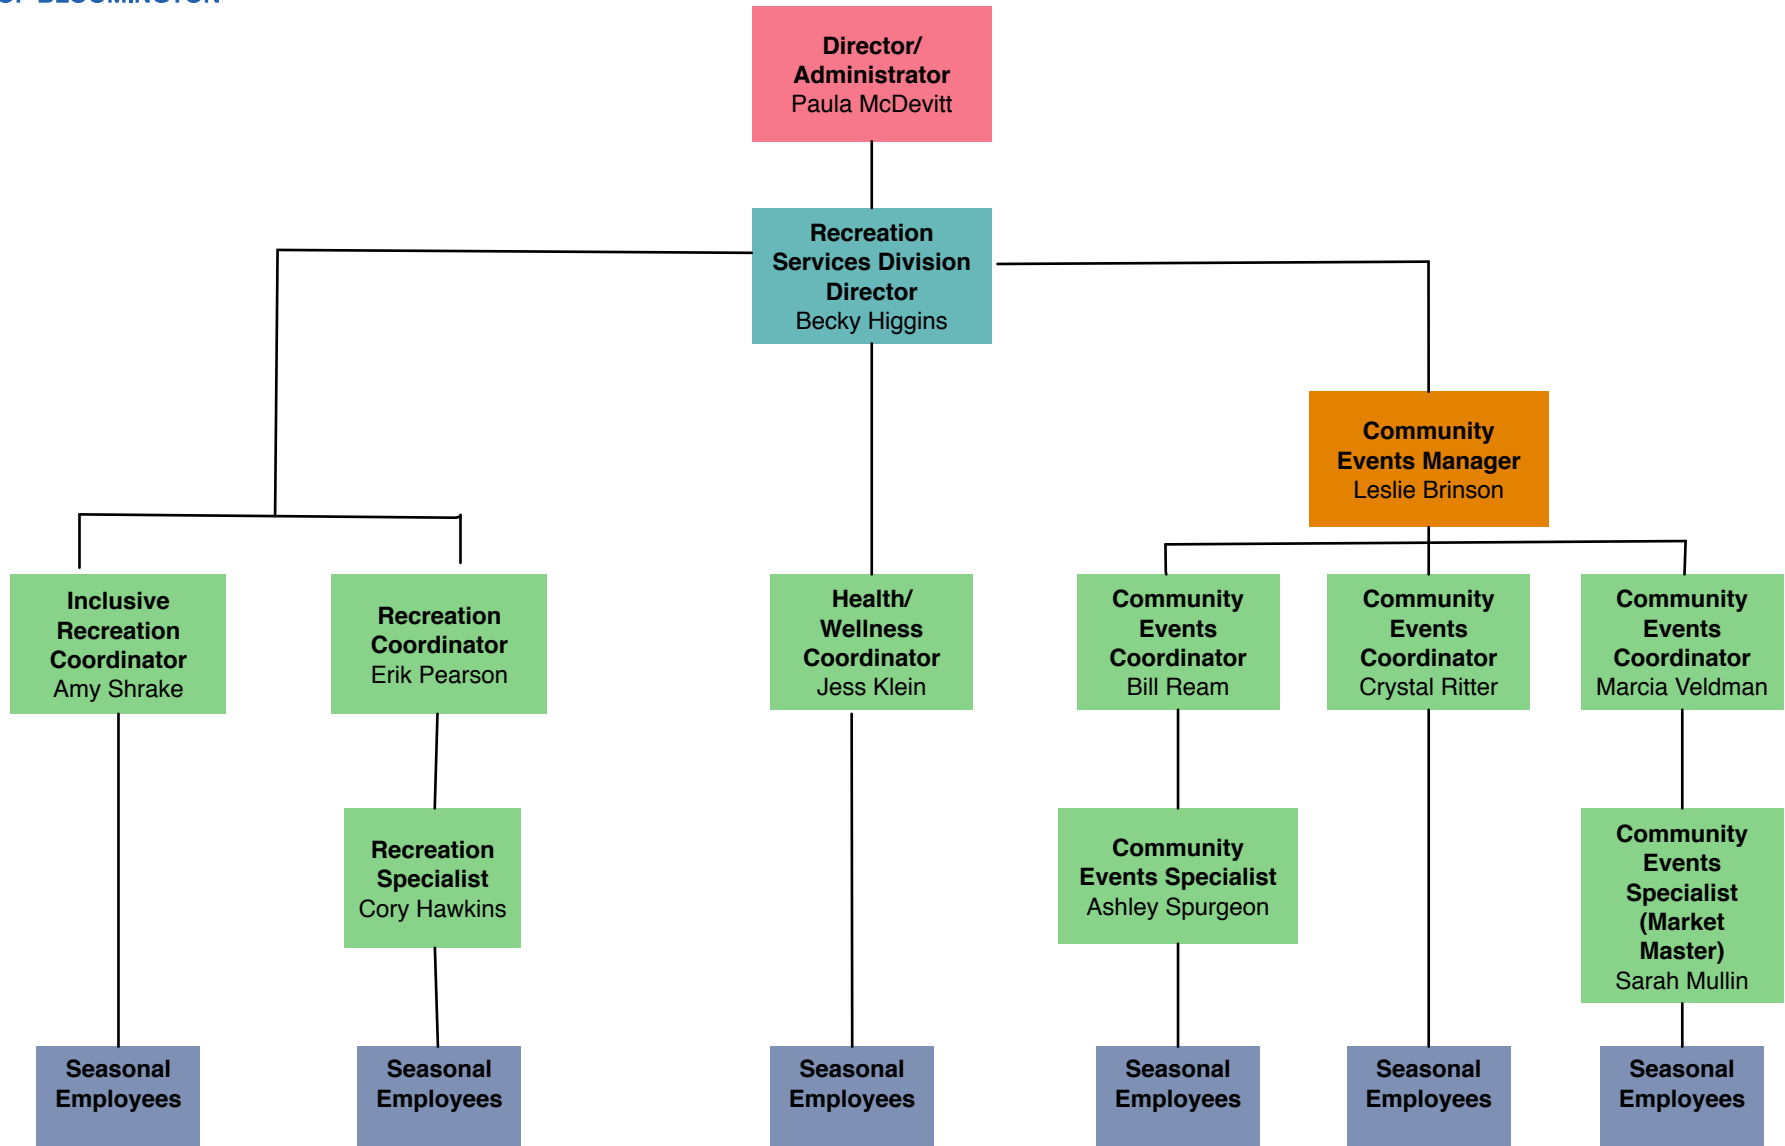 OF BLOOMINGTON
Director/
Administrator
Paula McDevitt
Recreation
Services Division
Director
Becky Higgins
Community
Events Manager
Leslie Brinson
Inclusive
Recreation
Coordinator
Amy Shrake
Recreation
Coordinator
Erik Pearson
Health/
Wellness
Coordinator
Jess Klein
Community
Events
Coordinator
Bill Ream
Community
Events
Coordinator
Crystal Ritter
Community
Events
Coordinator
Marcia Veldman
Recreation
Specialist
Cory Hawkins
Community
Events Specialist
Ashley Spurgeon
Community
Events
Specialist
(Market
Master)
Sarah Mullin
Seasonal
Employees
Seasonal
Employees
Seasonal
Employees
Seasonal
Employees
Seasonal
Employees
Seasonal
Employees